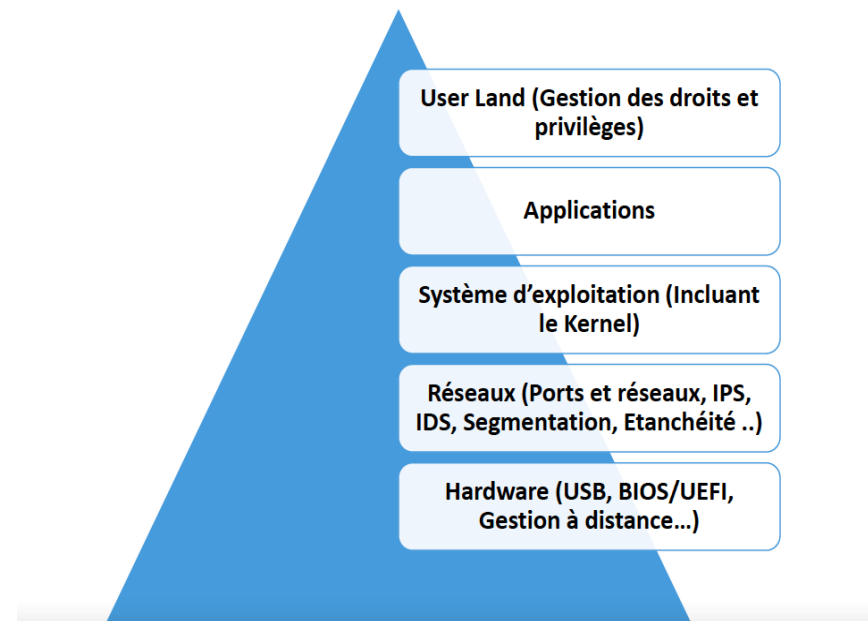 User Land (Gestion des droits et
privilèges)
Applications
Système d’exploitation (Incluant
le Kernel)
Réseaux (Ports et réseaux, IPS,
IDS, Segmentation, Etanchéité ..)
Hardware (USB, BIOS/UEFI,
Gestion à distance…)